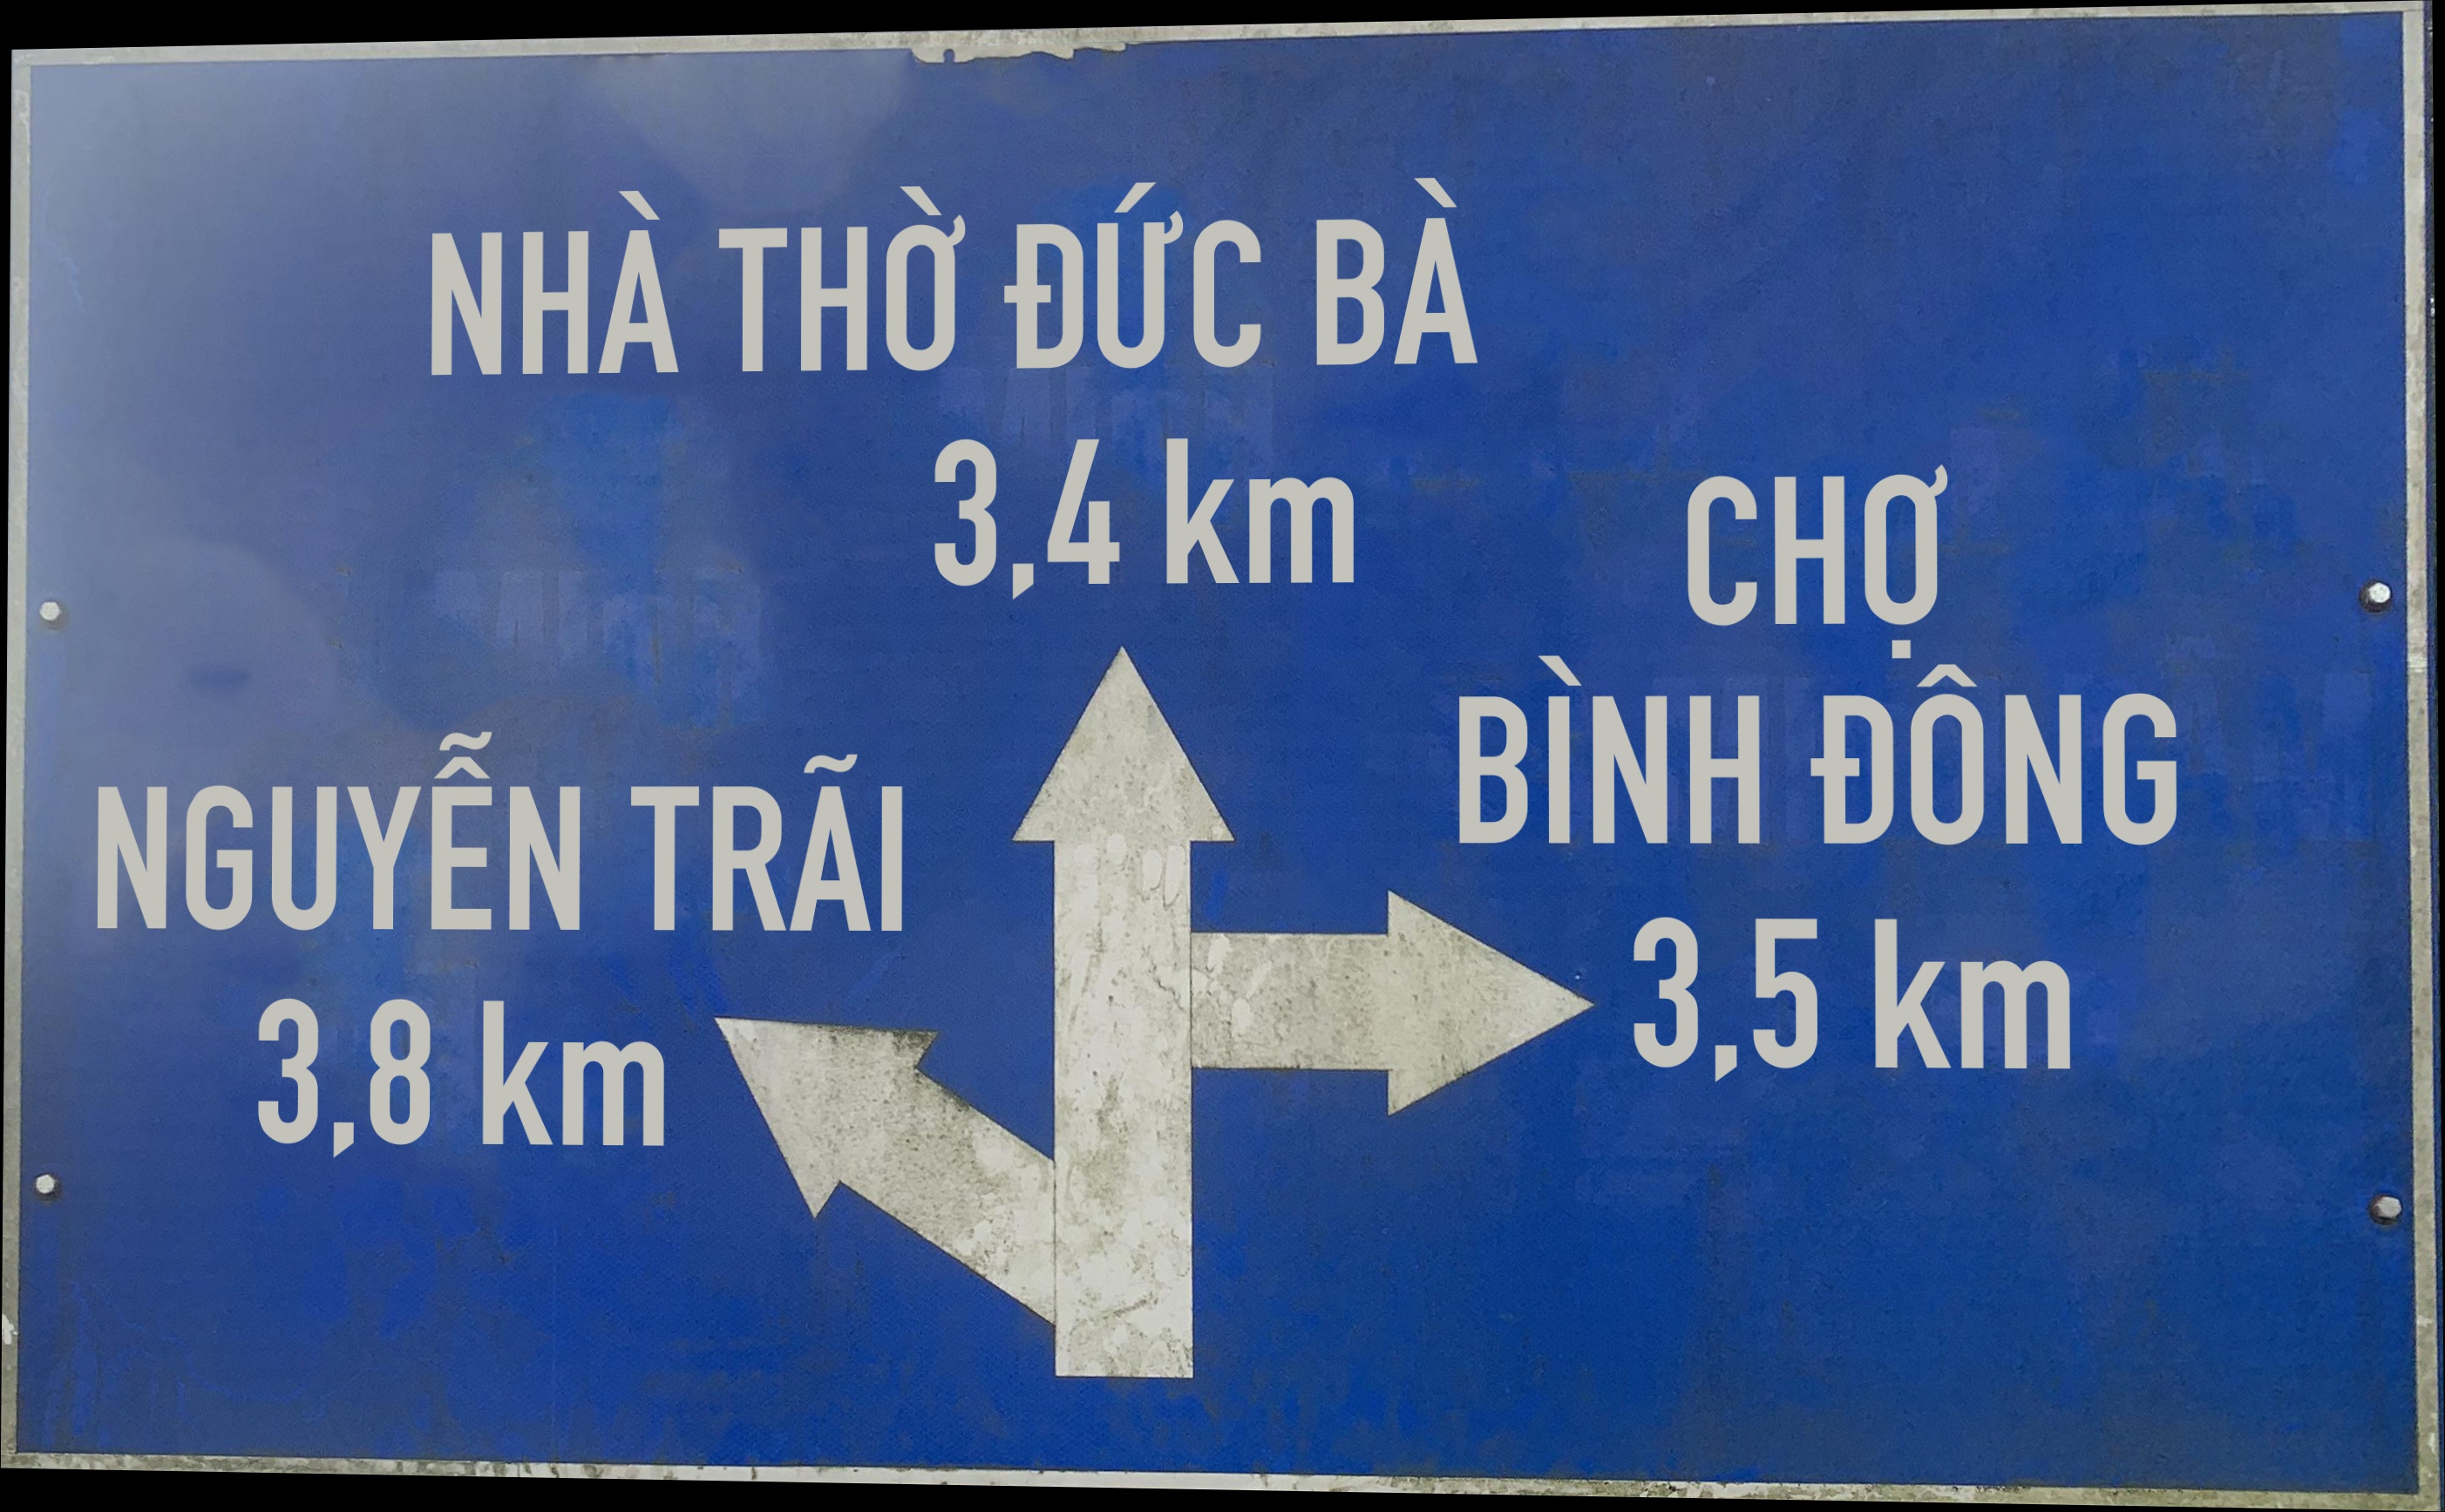 NHÀ THỜ ĐỨC BÀ
3,4 km
CHỢ
BÌNH ĐÔNG
3,5 km
NGUYỄN TRÃI
3,8 km